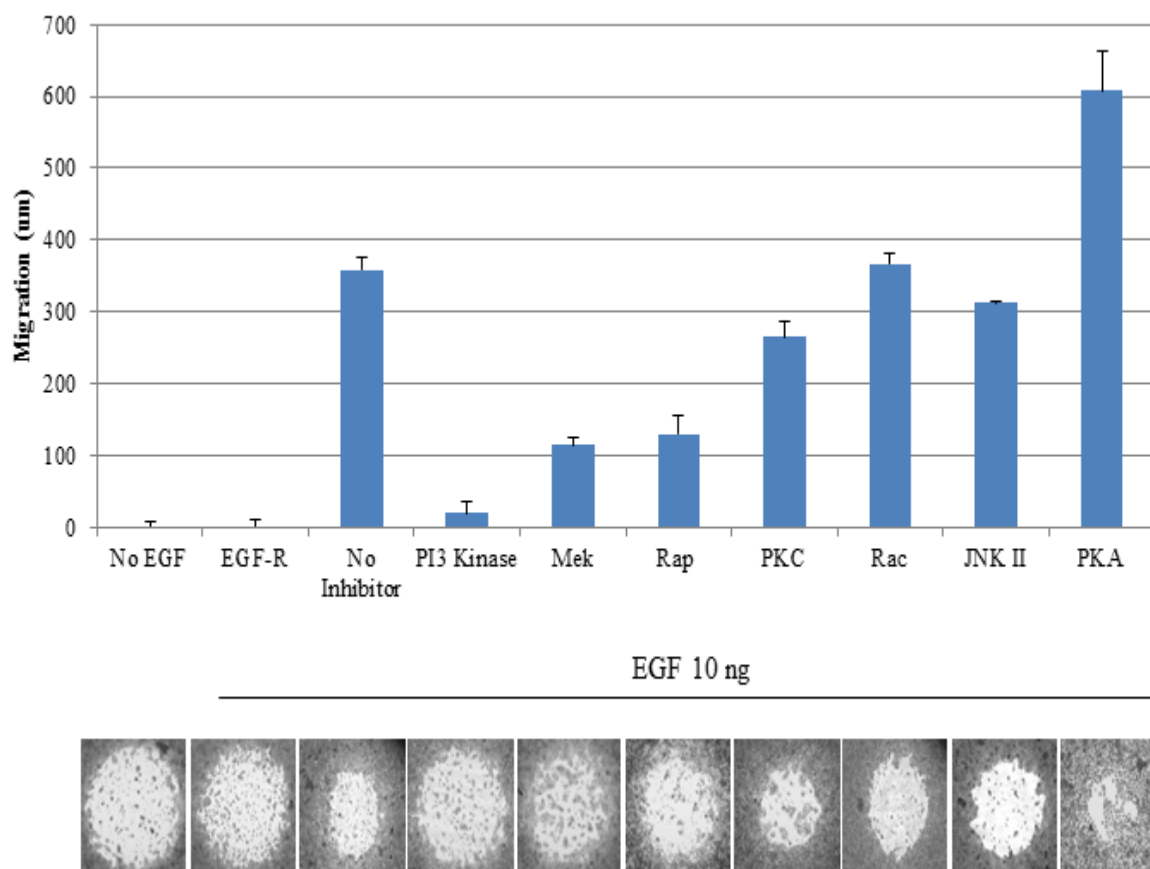 700
600
500
400
300
200
100
0
Migration (um)
No EGF EGF-R No Inhibitor PI3 Kinase Mek Rap PKC Rac JNK II PKA
EGF 10 ng